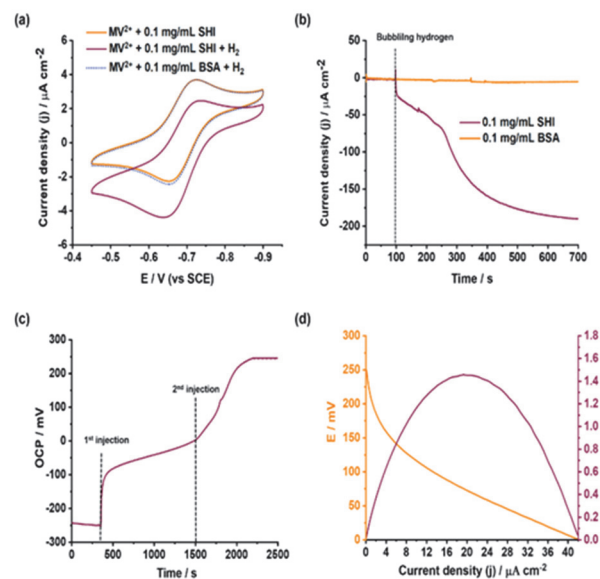 (a)
MV²⁺ + 0.1 mg/mL SHI
MV²⁺ + 0.1 mg/mL SHI + H₂
MV²⁺ + 0.1 mg/mL BSA + H₂
Current density (j) / μA cm⁻²
6
4
2
0
-2
-4
-6
-0.4 -0.5 -0.6 -0.7 -0.8 -0.9
E / V (vs SCE)
(b)
Bubbliing hydrogen
0.1 mg/mL SHI
0.1 mg/mL BSA
Current density (j) / μA cm⁻²
50
0
-50
-100
-150
-200
0 100 200 300 400 500 600 700
Time / s
(c)
1st injection
2nd injection
OCP / mV
300
200
100
0
-100
-200
-300
0 500 1000 1500 2000 2500
Time / s
(d)
E / mV
300
250
200
150
100
50
0
1.8
1.6
1.4
1.2
1.0
0.8
0.6
0.4
0.2
0.0
0 4 8 12 16 20 24 28 32 36 40
Current density (j) / μA cm⁻²